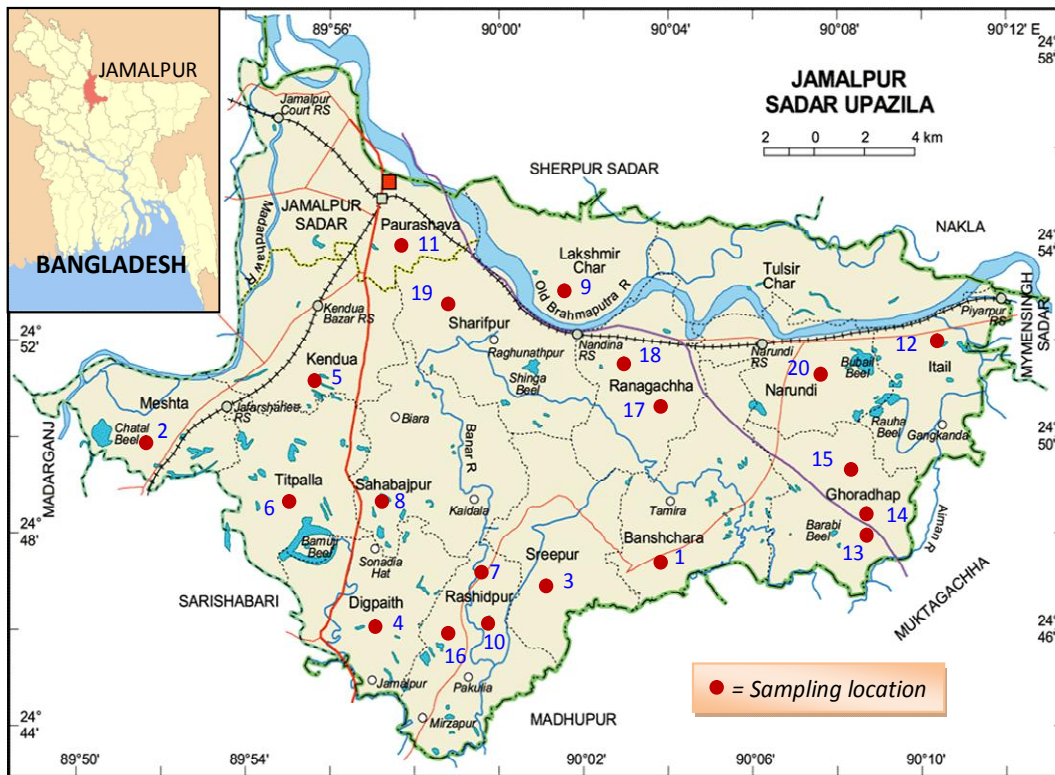 89°56'
90°00'
90°04'
90°08'
90°12' E
24°
58'
JAMALPUR
BANGLADESH
JAMALPUR
SADAR UPAZILA
2 0 2 4 km
Jamalpur
Court RS
SHERPUR SADAR
NAKLA
JAMALPUR
SADAR
Paurashava
11
Madardhaw R
Lakshmir
Char
9
Old Brahmaputra R
Tulsir
Char
24°
54'
MYMENSINGH
SADAR
Piyarpur
RS
19
Sharifpur
Kendua
Bazar RS
24°
52'
Raghunathpur
Nandina
RS
Narundi
RS
12
Itail
Kendua
5
Shinga
Beel
18
Ranagachha
17
20
Narundi
Bubail
Beel
Rauha
Beel
Gangkanda
Meshta
2
Chatal
Beel
Jafarshahee
RS
Biara
Banar R
24°
50'
MADARGANJ
15
Ghoradhap
14
Titpalla
6
Sahabajpur
8
Kaidala
Tamira
24°
48'
Bamuji
Beel
Sonadia
Hat
Banshchara
1
Barabi
Beel
13
Aiman R
Sreepur
3
7
Rashidpur
10
SARISHABARI
Digpaith
4
16
MUKTAGACHHA
24°
46'
Jamalpur
Pakulia
Mirzapur
MADHUPUR
= Sampling location
24°
44'
89°50'
89°54'
90°02'
90°06'
90°10'